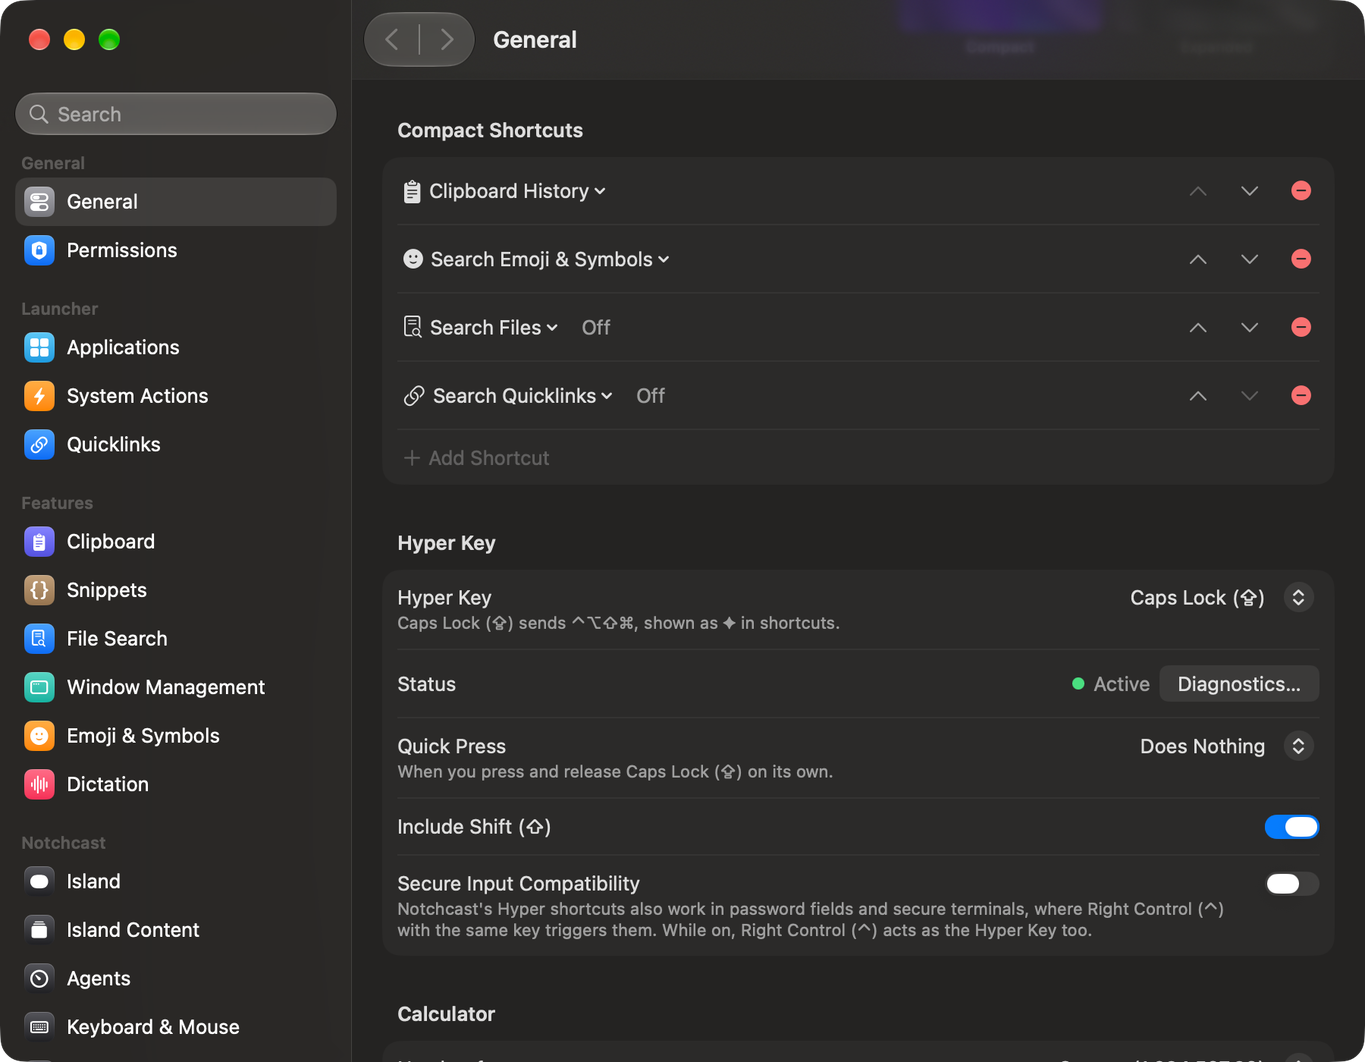 General
Search
General
General
Permissions
Launcher
Applications
System Actions
Quicklinks
Features
Clipboard
Snippets
File Search
Window Management
Emoji & Symbols
Dictation
Notchcast
Island
Island Content
Agents
Keyboard & Mouse
Compact Shortcuts
Clipboard History
Search Emoji & Symbols
Search Files Off
Search Quicklinks Off
+ Add Shortcut
Hyper Key
Hyper Key Caps Lock (⇪)
Caps Lock (⇪) sends ⌃⌥⇧⌘, shown as ✦ in shortcuts.
Status Active Diagnostics...
Quick Press Does Nothing
When you press and release Caps Lock (⇪) on its own.
Include Shift (⇧)
Secure Input Compatibility
Notchcast's Hyper shortcuts also work in password fields and secure terminals, where Right Control (⌃)
with the same key triggers them. While on, Right Control (⌃) acts as the Hyper Key too.
Calculator